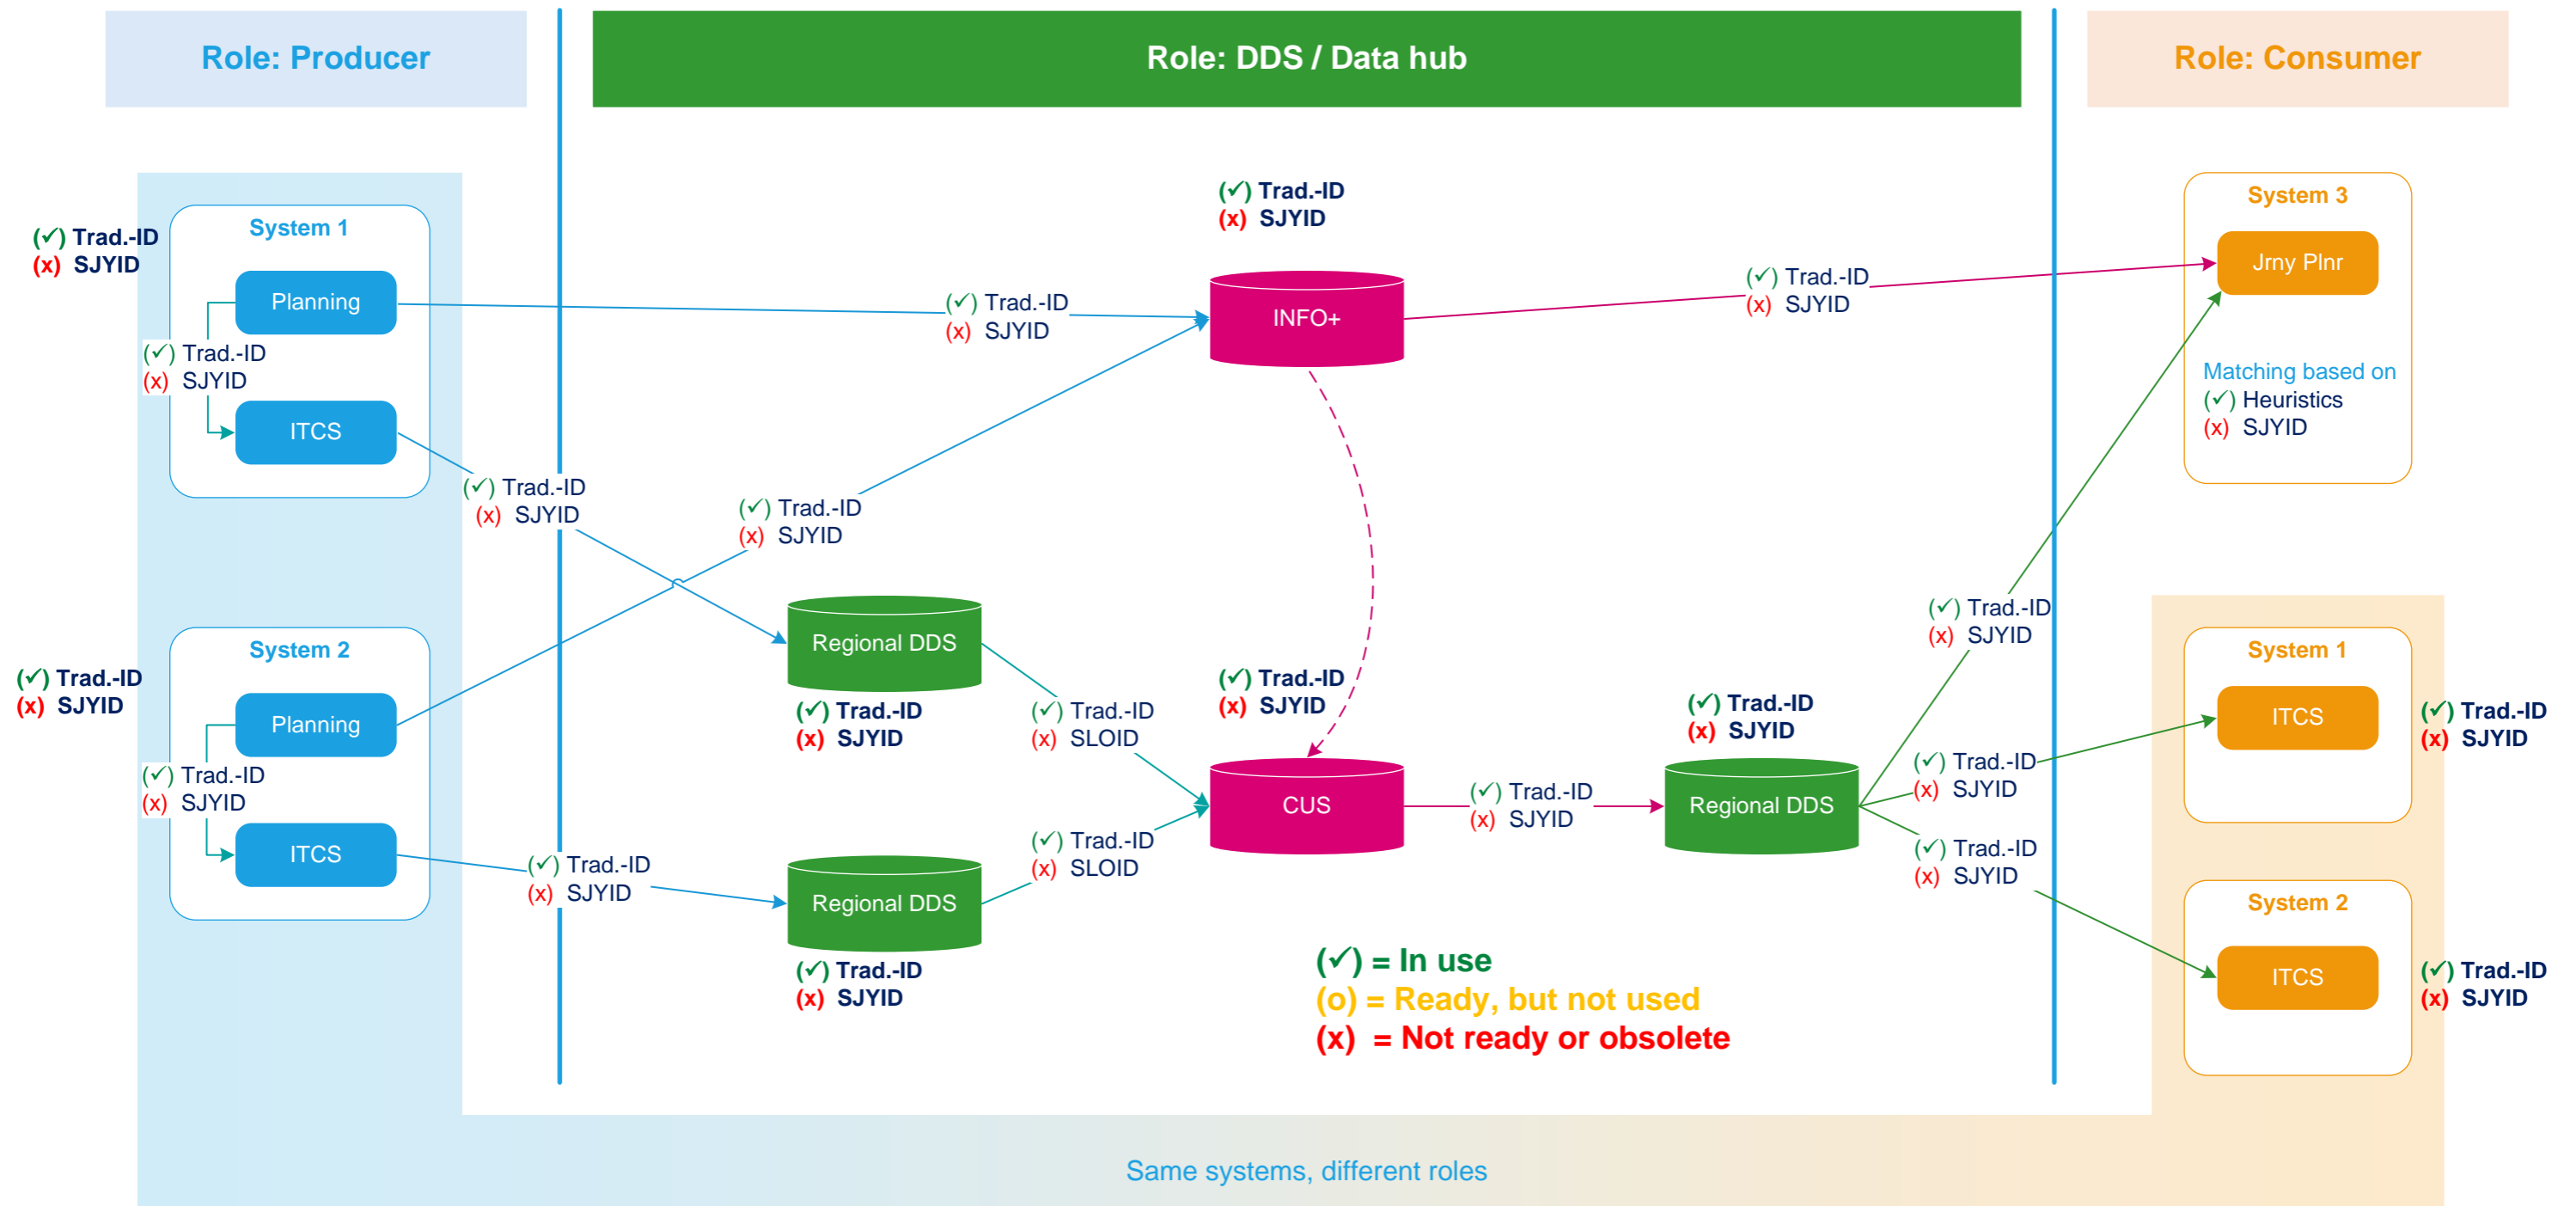 Role: Producer
Role: DDS / Data hub
Role: Consumer
(✓) Trad.-ID
(x) SJYID
System 1
Planning
(✓) Trad.-ID
(x) SJYID
ITCS
(✓) Trad.-ID
(x) SJYID
(✓) Trad.-ID
(x) SJYID
(✓) Trad.-ID
(x) SJYID
INFO+
(✓) Trad.-ID
(x) SJYID
(✓) Trad.-ID
(x) SJYID
System 3
Jrny Plnr
Matching based on
(✓) Heuristics
(x) SJYID
(✓) Trad.-ID
(x) SJYID
System 2
Planning
(✓) Trad.-ID
(x) SJYID
ITCS
(✓) Trad.-ID
(x) SJYID
Regional DDS
(✓) Trad.-ID
(x) SJYID
(✓) Trad.-ID
(x) SLOID
Regional DDS
(✓) Trad.-ID
(x) SJYID
(✓) Trad.-ID
(x) SLOID
(✓) Trad.-ID
(x) SJYID
CUS
(✓) Trad.-ID
(x) SJYID
(✓) Trad.-ID
(x) SJYID
Regional DDS
(✓) Trad.-ID
(x) SJYID
(✓) Trad.-ID
(x) SJYID
(✓) Trad.-ID
(x) SJYID
System 1
ITCS
(✓) Trad.-ID
(x) SJYID
System 2
ITCS
(✓) Trad.-ID
(x) SJYID
(✓) = In use
(o) = Ready, but not used
(x) = Not ready or obsolete
Same systems, different roles